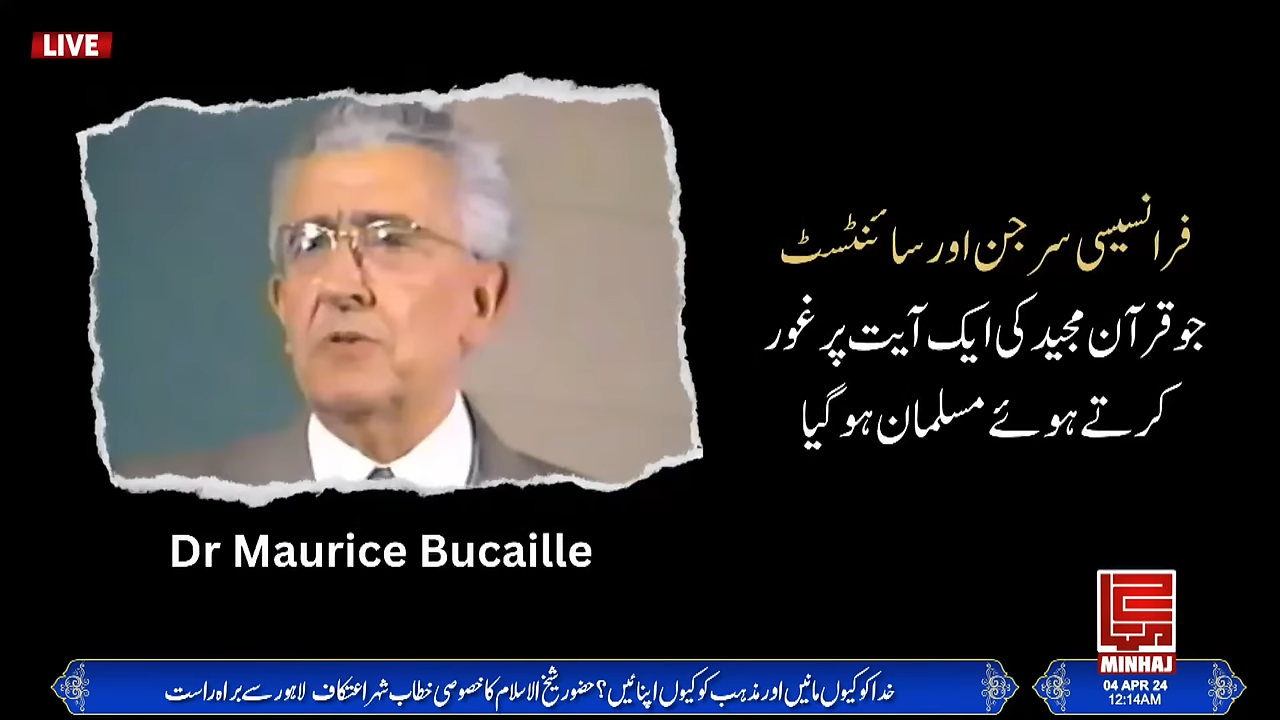 LIVE
فرانسیسی سرجن اور سائنٹسٹ
جو قرآن مجید کی ایک آیت پر غور
کرتے ہوئے مسلمان ہو گیا
Dr Maurice Bucaille
MINHAJ
خدا کو کیوں مانیں اور مذہب کو کیوں اپنائیں؟ حضور شیخ الاسلام کا خصوصی خطاب شہر اعتکاف لاہور سے براہ راست
04 APR 24
12:14AM